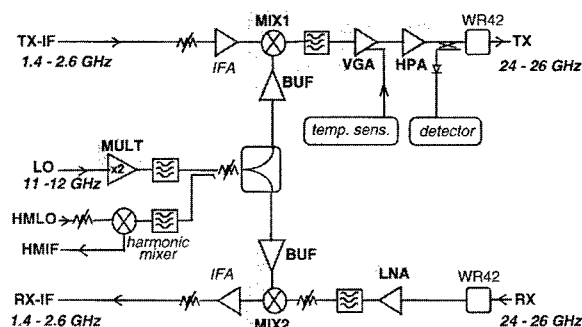 MIX1
WR42
TX-IF
TX
1.4 - 2.6 GHz
IFA
VGA
HPA
24 - 26 GHz
BUF
temp. sens.
detector
MULT
LO
x2
11 -12 GHz
HMLO
HMIF
harmonic
mixer
BUF
IFA
LNA
WR42
RX-IF
RX
1.4 - 2.6 GHz
MIX2
24 - 26 GHz